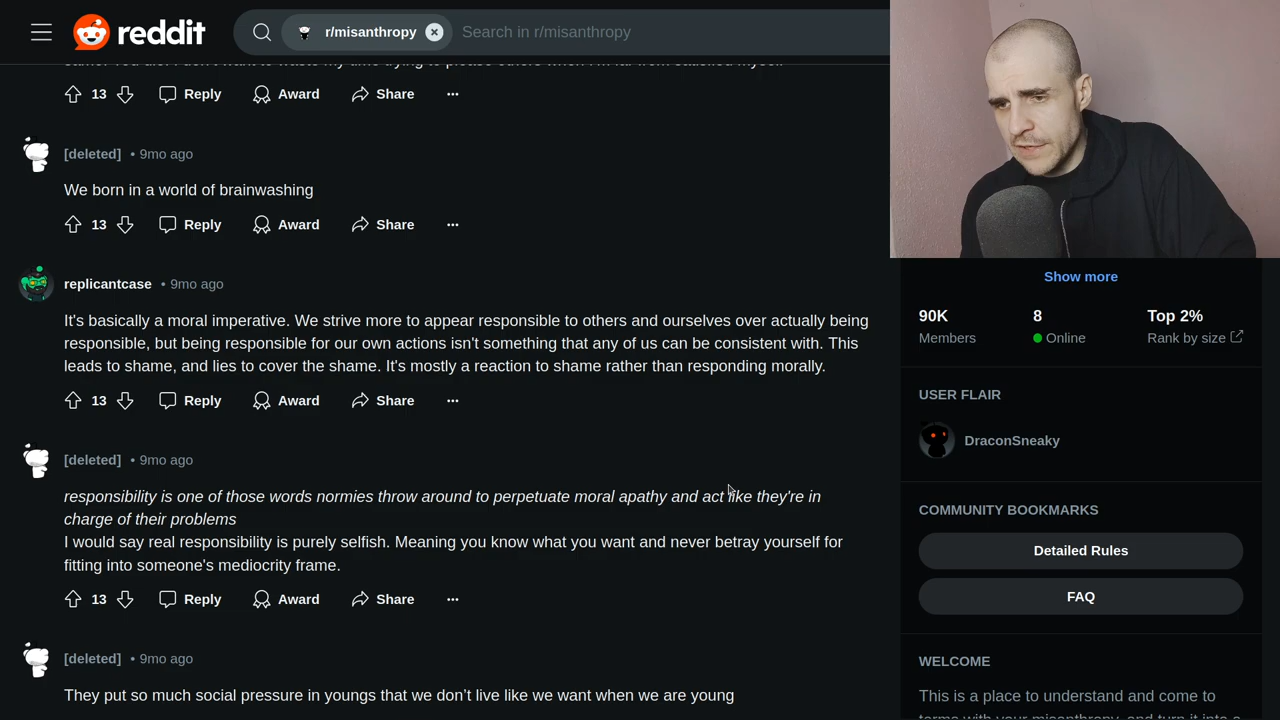 reddit
r/misanthropy
Search in r/misanthropy
13 Reply Award Share
[deleted] • 9mo ago
We born in a world of brainwashing
13 Reply Award Share
replicantcase • 9mo ago
It's basically a moral imperative. We strive more to appear responsible to others and ourselves over actually being
responsible, but being responsible for our own actions isn't something that any of us can be consistent with. This
leads to shame, and lies to cover the shame. It's mostly a reaction to shame rather than responding morally.
13 Reply Award Share
[deleted] • 9mo ago
responsibility is one of those words normies throw around to perpetuate moral apathy and act like they're in
charge of their problems
I would say real responsibility is purely selfish. Meaning you know what you want and never betray yourself for
fitting into someone's mediocrity frame.
13 Reply Award Share
[deleted] • 9mo ago
They put so much social pressure in youngs that we don’t live like we want when we are young
Show more
90K 8 Top 2%
Members Online Rank by size
USER FLAIR
DraconSneaky
COMMUNITY BOOKMARKS
Detailed Rules
FAQ
WELCOME
This is a place to understand and come to